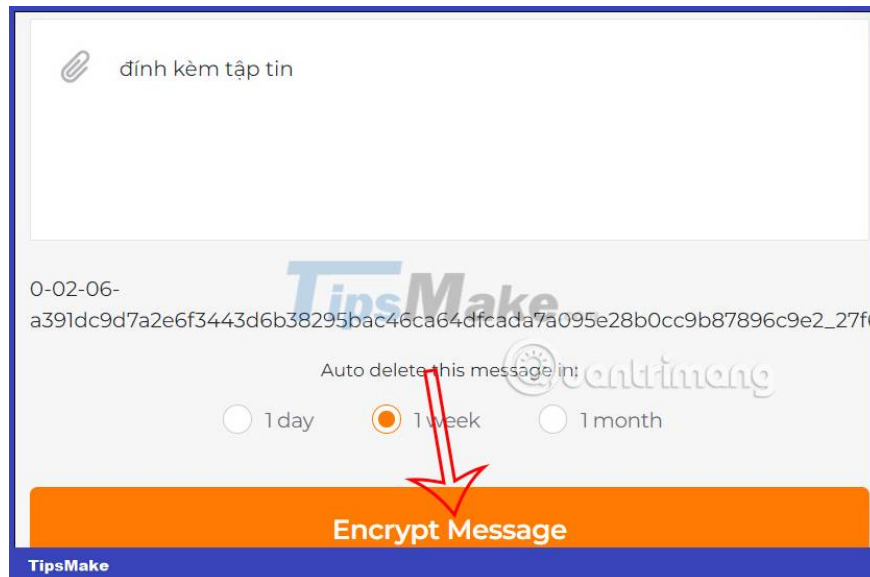 đính kèm tập tin
0-02-06-
a391dc9d7a2e6f3443d6b38295bac46ca64dfcada7a095e28b0cc9b87896c9e2_27f
TipsMake
Auto delete this message in:
Quantrimang
1 day
1 week
1 month
Encrypt Message
TipsMake